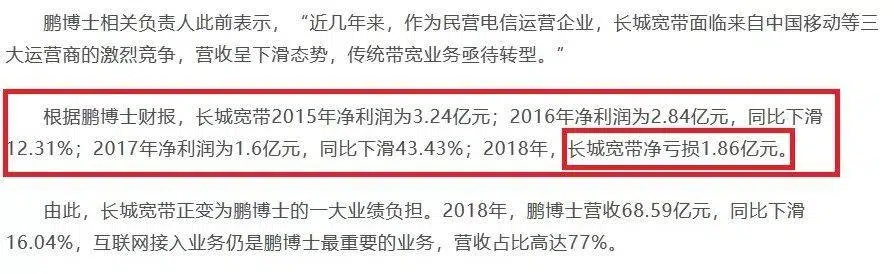 鹏博士相关负责人此前表示，“近几年来，作为民营电信运营企业，长城宽带面临来自中国移动等三
大运营商的激烈竞争，营收呈下滑态势，传统带宽业务亟待转型。”
根据鹏博士财报，长城宽带2015年净利润为3.24亿元；2016年净利润为2.84亿元，同比下滑
12.31%；2017年净利润为1.6亿元，同比下滑43.43%；2018年，长城宽带净亏损1.86亿元。
由此，长城宽带正变为鹏博士的一大业绩负担。2018年，鹏博士营收68.59亿元，同比下滑
16.04%，互联网接入业务仍是鹏博士最重要的业务，营收占比高达77%。